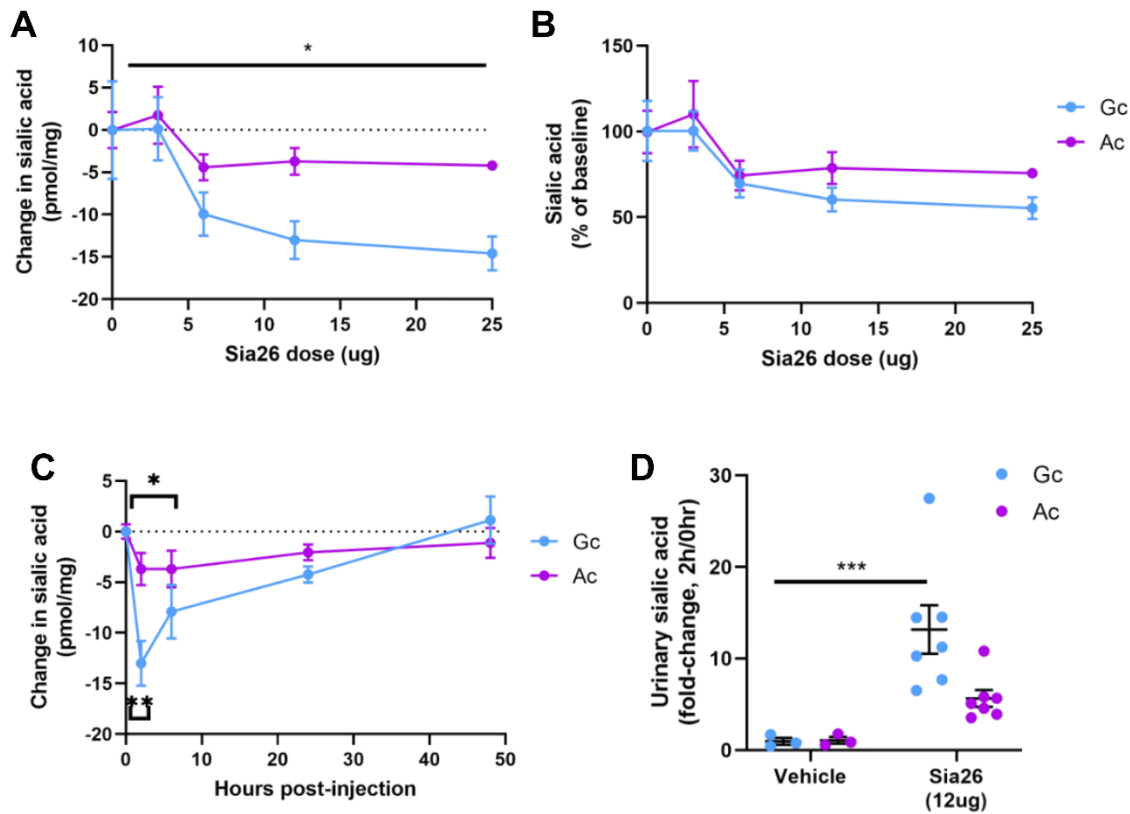 A
*
Change in sialic acid
(pmol/mg)
10
5
0
-5
-10
-15
-20
0 5 10 15 20 25
Sia26 dose (ug)
B
Sialic acid
(% of baseline)
150
100
50
0
0 5 10 15 20 25
Sia26 dose (ug)
Gc
Ac
C
*
**
Change in sialic acid
(pmol/mg)
5
0
-5
-10
-15
-20
0 10 20 30 40 50
Hours post-injection
Gc
Ac
D
***
Urinary sialic acid
(fold-change, 2h/0hr)
30
20
10
0
Vehicle Sia26
(12ug)
Gc
Ac